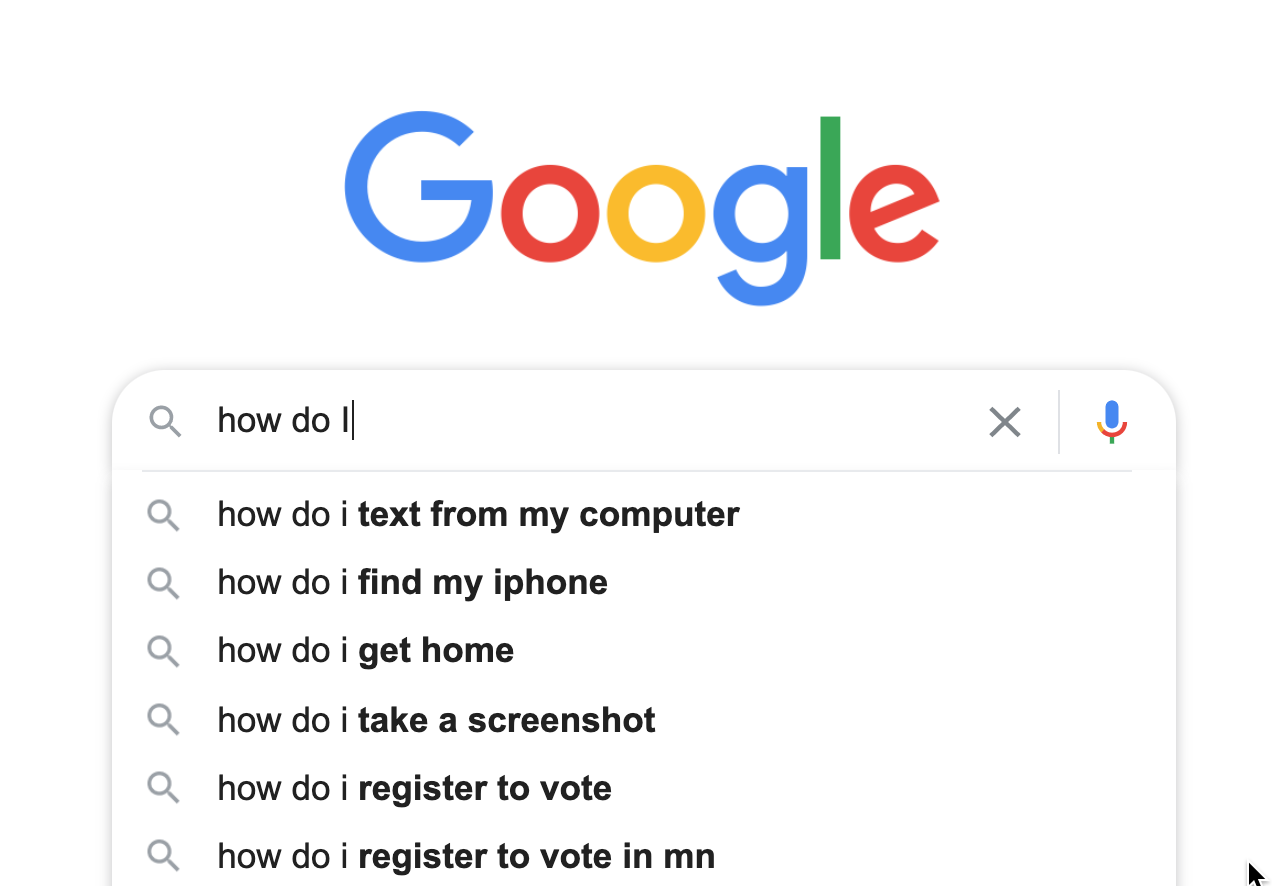 Google
how do I
how do i text from my computer
how do i find my iphone
how do i get home
how do i take a screenshot
how do i register to vote
how do i register to vote in mn